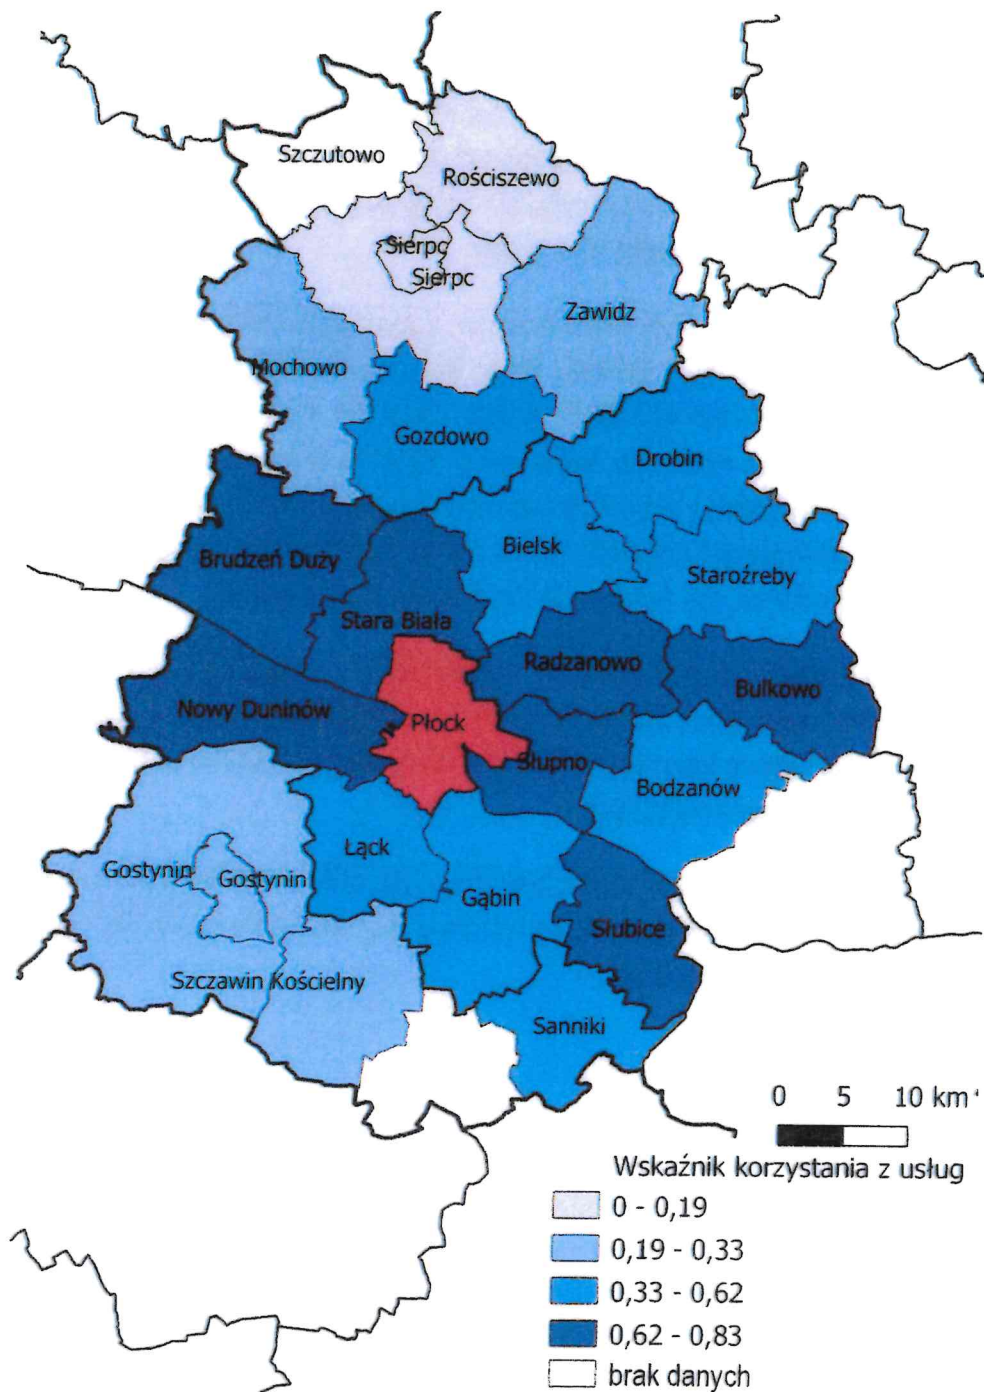 Szczutowo
Rościszewo
Sierpc
Sierpc
Zawidz
Mochowo
Gozdowo
Drobin
Bielsk
Brudzeń Duży
Staroźreby
Stara Biała
Radzanowo
Bulkowo
Nowy Duninów
Płock
Słupno
Bodzanów
Łąck
Gostynin
Gostynin
Gąbin
Słubice
Szczawin Kościelny
Sanniki
0 5 10 km
Wskaźnik korzystania z usług
0 - 0,19
0,19 - 0,33
0,33 - 0,62
0,62 - 0,83
brak danych